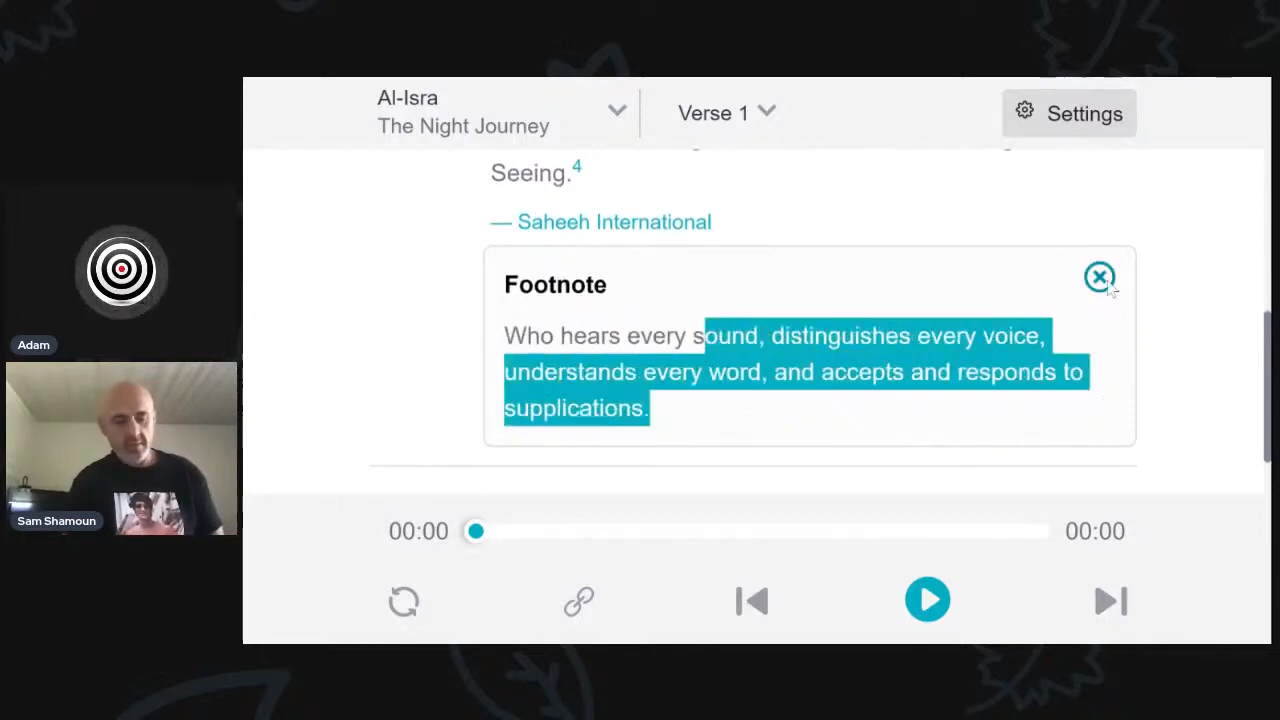 Al-Isra
The Night Journey
Verse 1
Settings
Seeing.4
— Saheeh International
Footnote
Who hears every sound, distinguishes every voice,
understands every word, and accepts and responds to
supplications.
00:00
00:00
Adam
Sam Shamoun